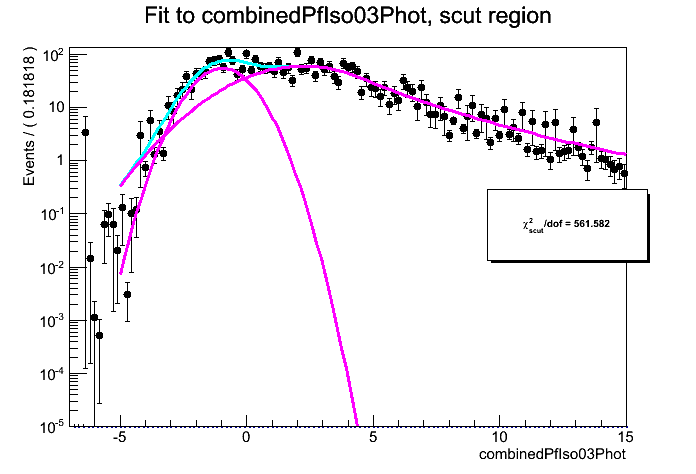 Fit to combinedPfIso03Phot, scut region
Events / ( 0.181818 )
10²
10
1
10⁻¹
10⁻²
10⁻³
10⁻⁴
10⁻⁵
χ²scut/dof = 561.582
-5 0 5 10 15
combinedPfIso03Phot